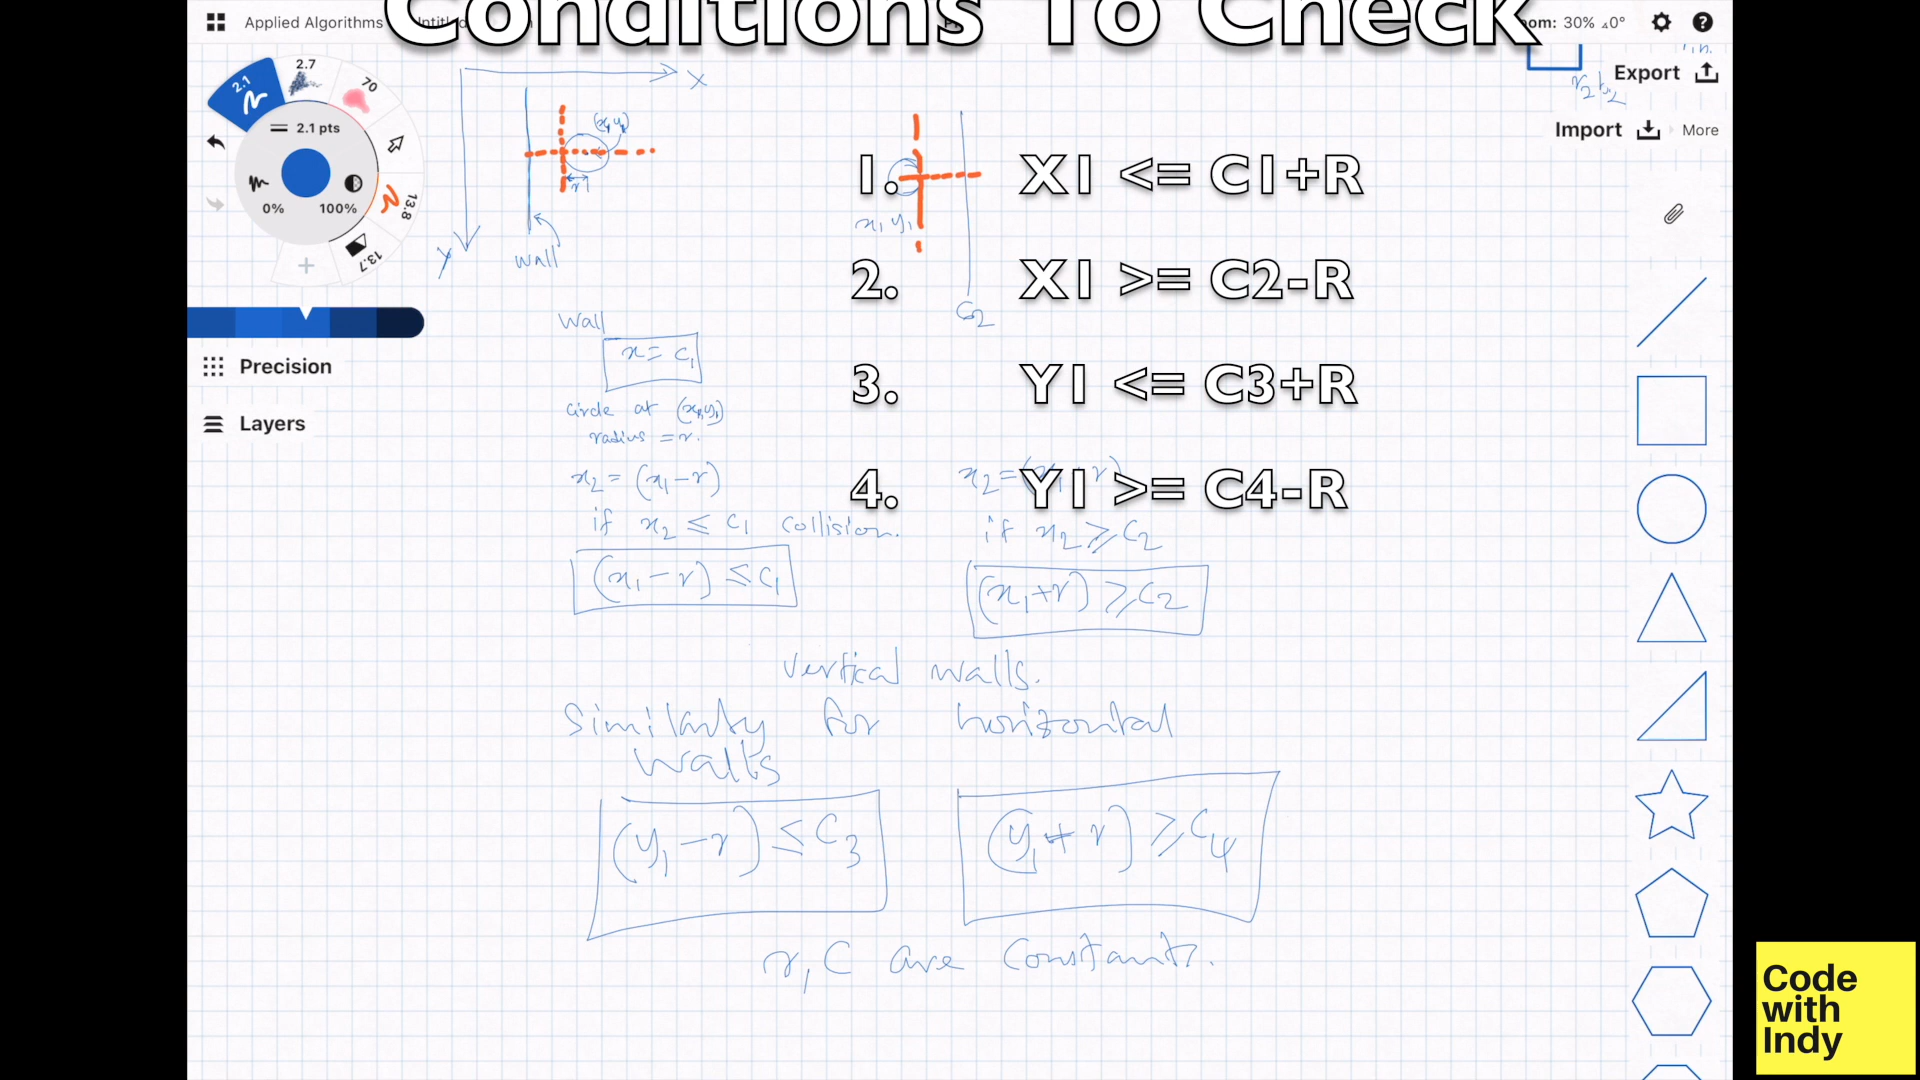 Conditions To Check
Applied Algorithms
30% ⊿0°
Export
Import
More
2.1
2.7
70
13.8
13.7
2.1 pts
0%
100%
Precision
Layers
X
Y
(x1,y1)
r
Wall
x1 y1
C2
1. X1 <= C1+R
2. X1 >= C2-R
3. Y1 <= C3+R
4. Y1 >= C4-R
Wall
x = c1
Circle at (x1,y1)
radius = r.
x2 = (x1-r)
if x2 ≤ c1 collision.
(x1-r) ≤ c1
if x2 ≥ c2
(x1+r) ≥ c2
vertical walls.
Similarly for horizontal
walls
(y1-r) ≤ c3
(y1+r) ≥ c4
r, C are Constants.
Code
with
Indy